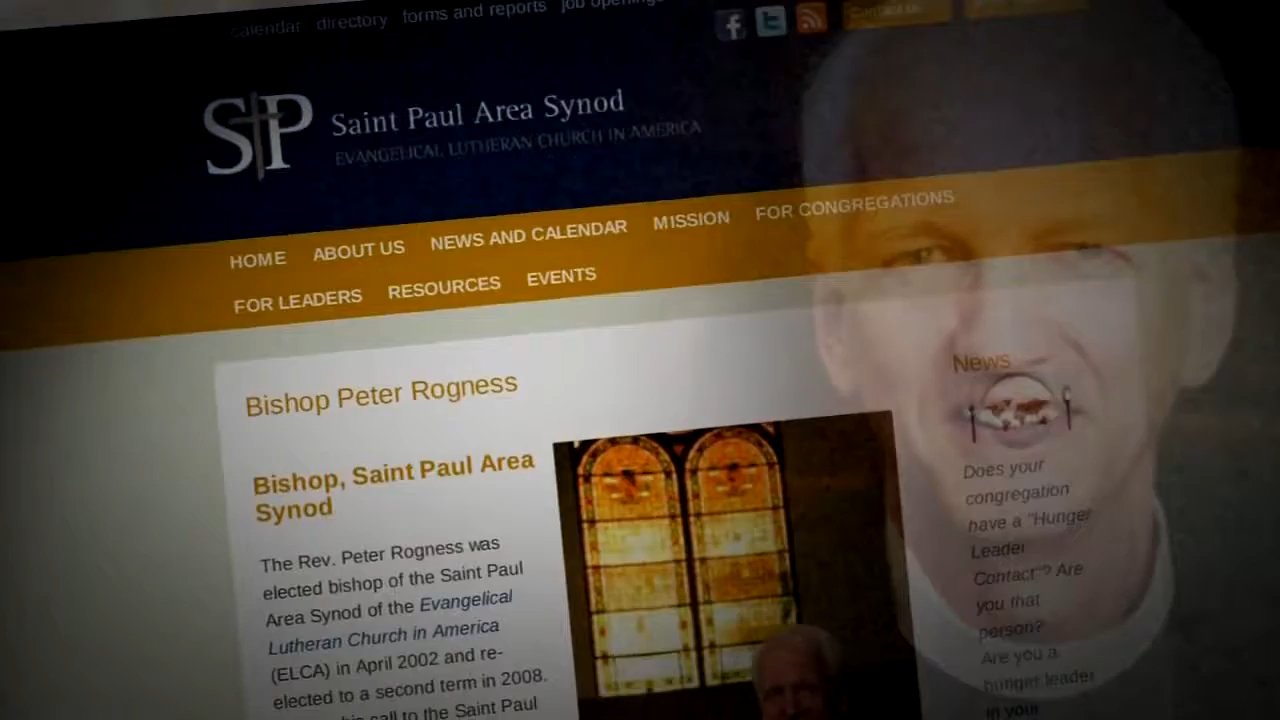 calendar directory forms and reports job openings
STP Saint Paul Area Synod
EVANGELICAL LUTHERAN CHURCH IN AMERICA
HOME ABOUT US NEWS AND CALENDAR MISSION FOR CONGREGATIONS
FOR LEADERS RESOURCES EVENTS
Bishop Peter Rogness
Bishop, Saint Paul Area
Synod
The Rev. Peter Rogness was
elected bishop of the Saint Paul
Area Synod of the Evangelical
Lutheran Church in America
(ELCA) in April 2002 and re-
elected to a second term in 2008.
call to the Saint Paul
News
Does your
congregation
have a "Hunger
Leader
Contact"? Are
you that
person?
Are you a
hunger leader
in your